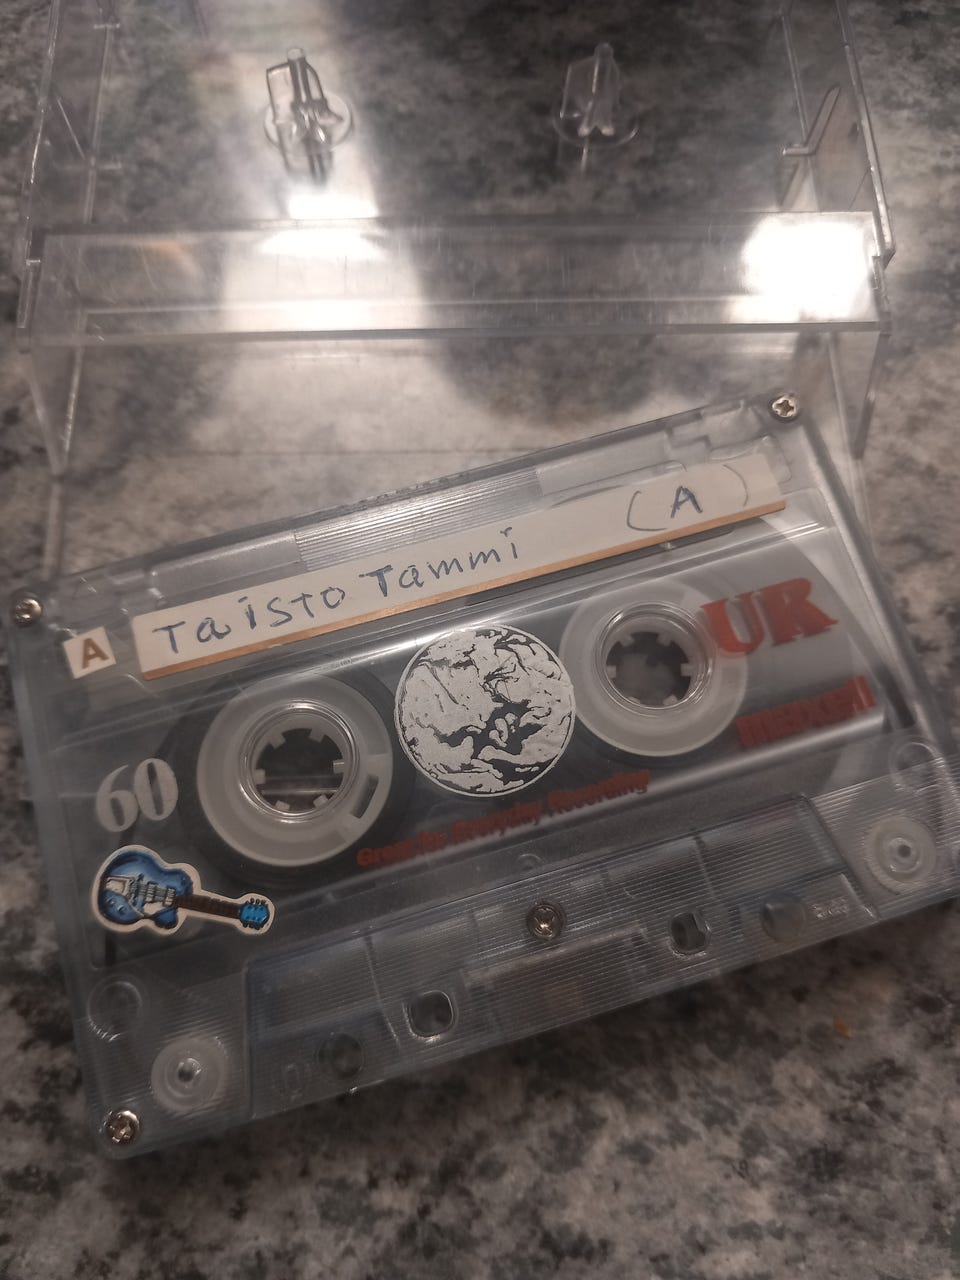 A Taisto Tammi (A)
UR
maxell
60
Great for Everyday Recording